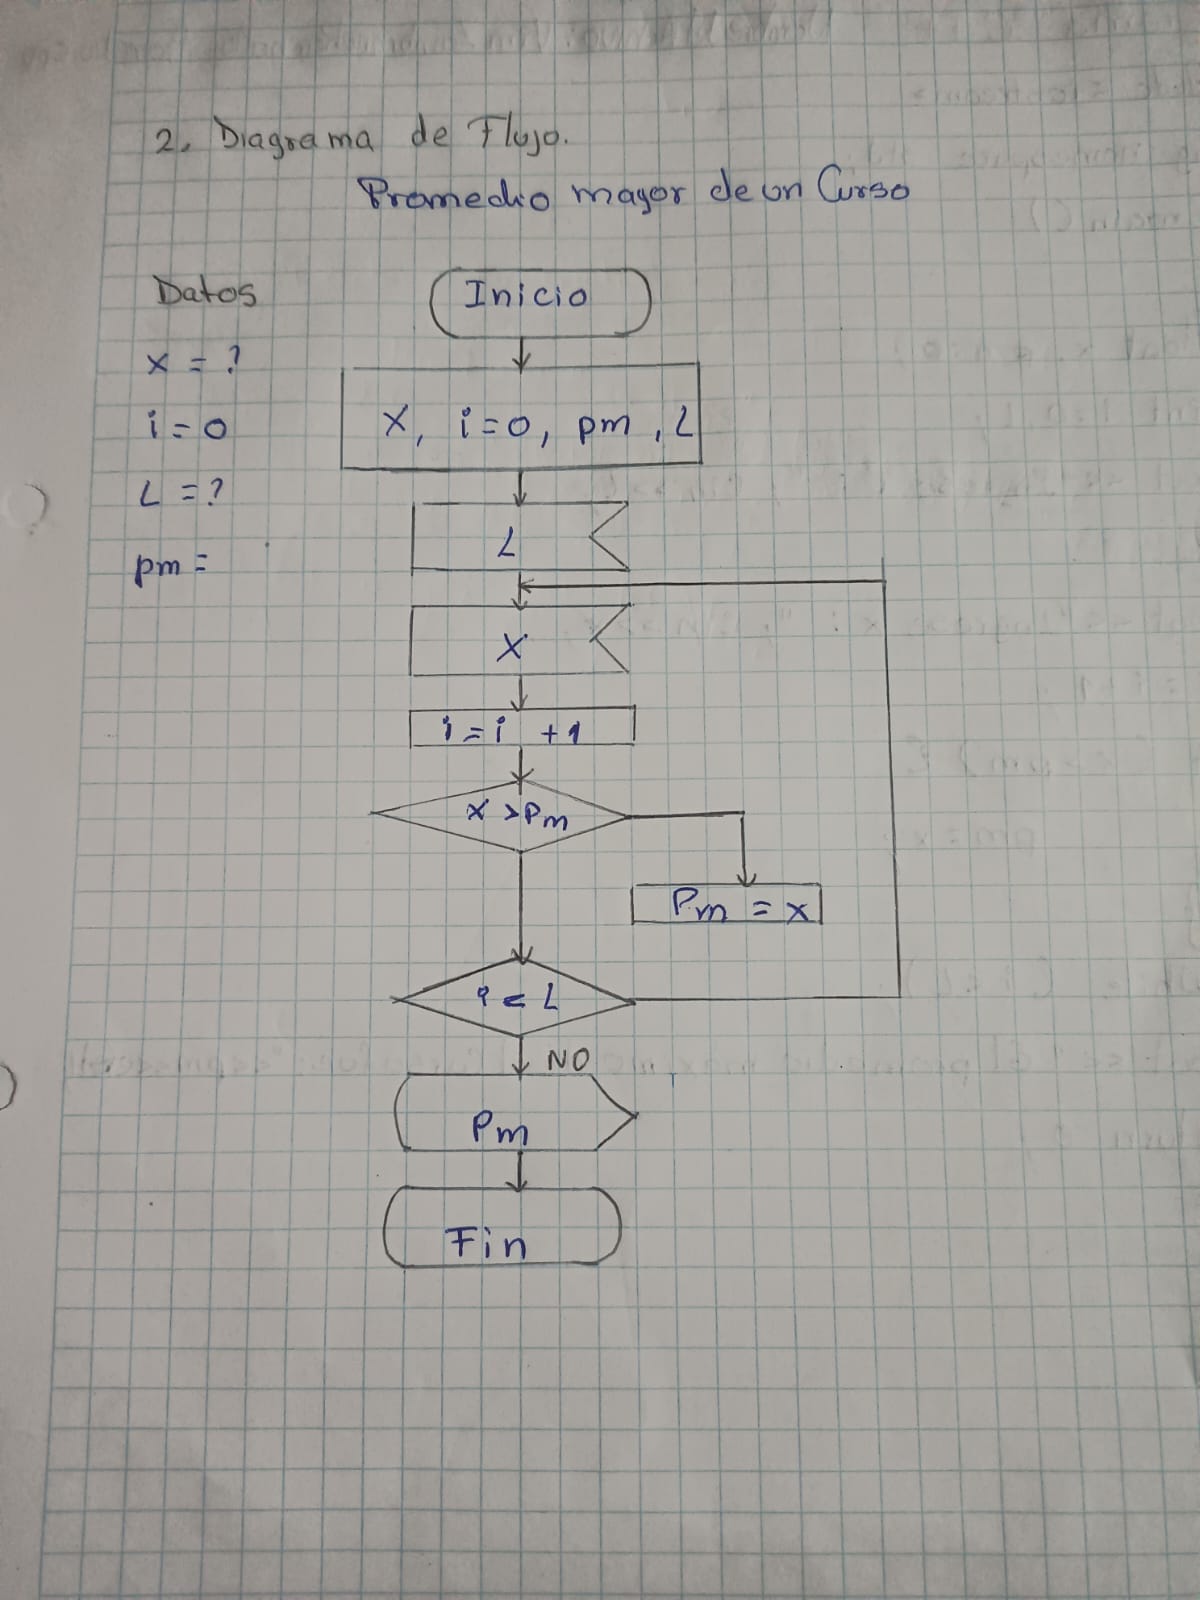 2. Diagrama de Flujo.
Promedio mayor de un Curso
Datos
x = ?
i = 0
L = ?
pm =
Inicio
X, i=0, pm, L
L
X
i = i +1
x > Pm
Pm = x
i < L
NO
Pm
Fin